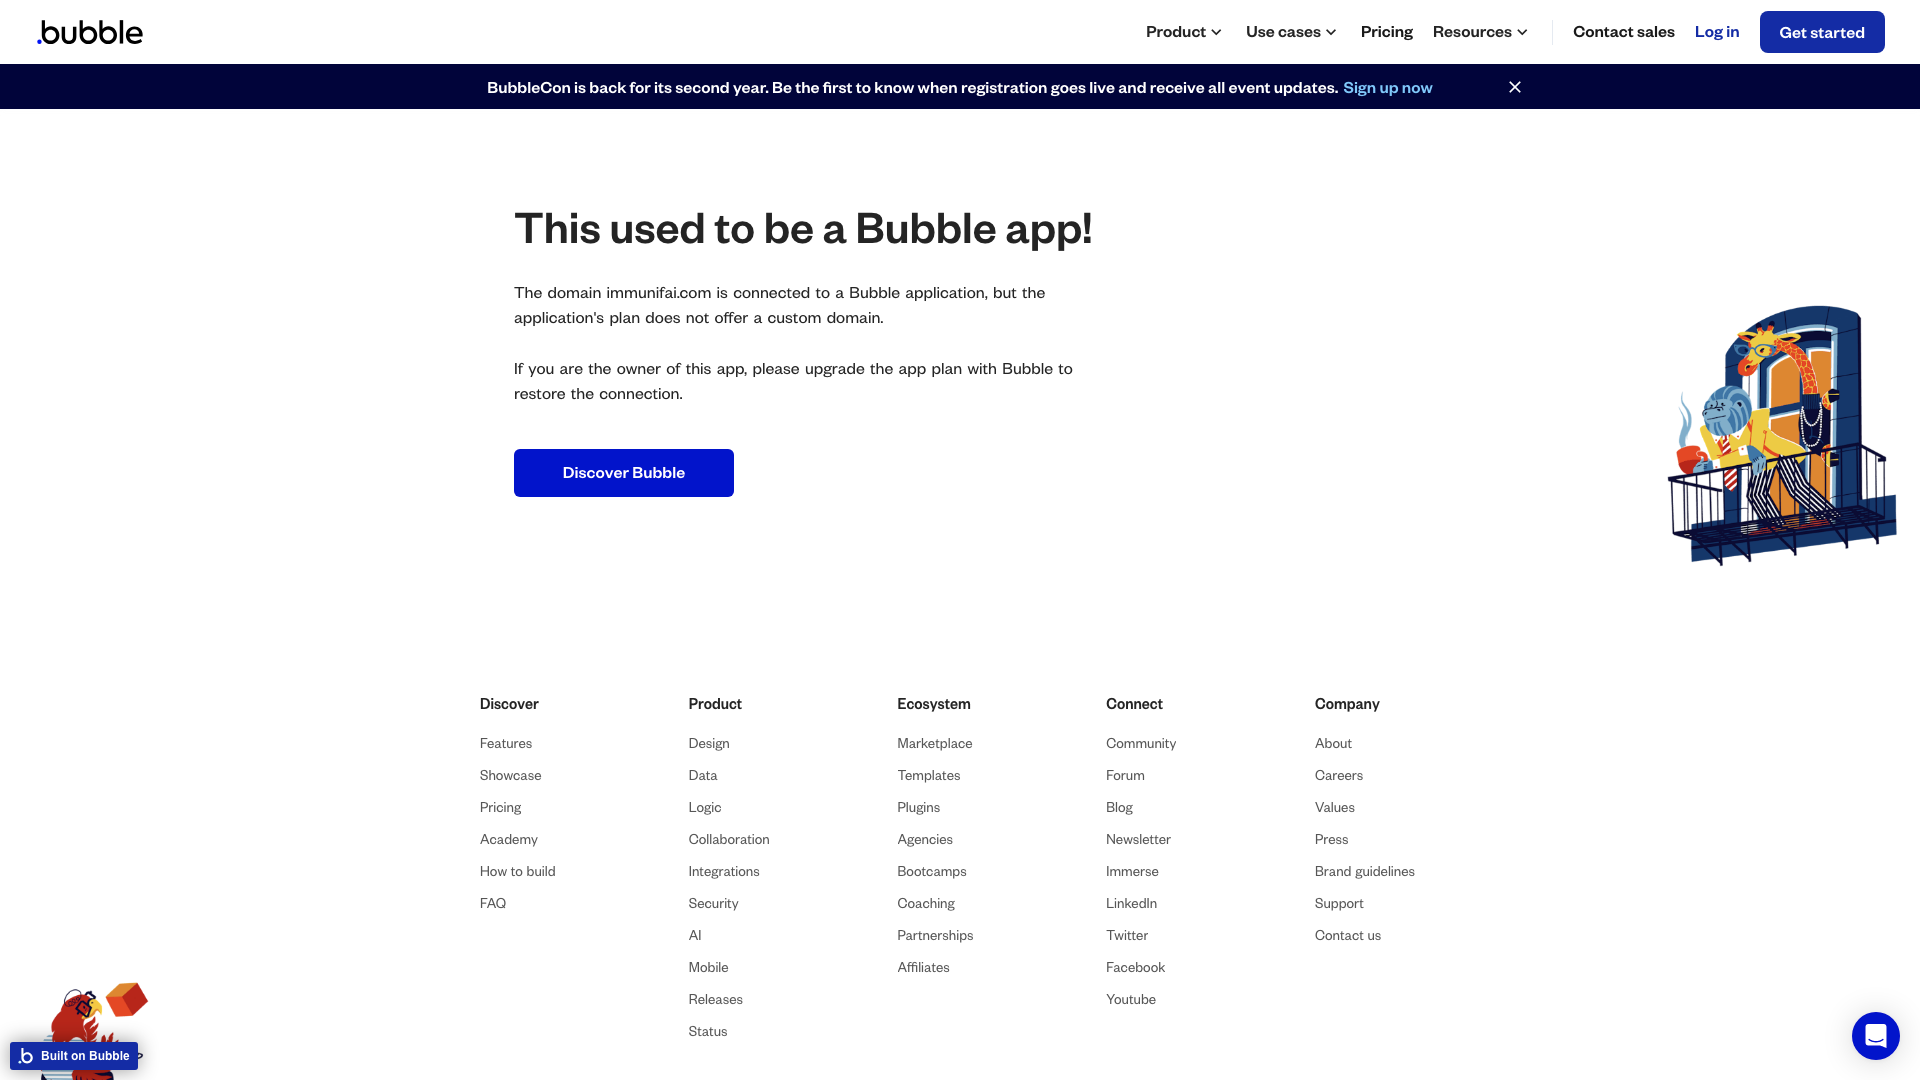 .bubble
Product
Use cases
Pricing
Resources
Contact sales
Log in
Get started
BubbleCon is back for its second year. Be the first to know when registration goes live and receive all event updates. Sign up now
This used to be a Bubble app!
The domain immunifai.com is connected to a Bubble application, but the
application's plan does not offer a custom domain.
If you are the owner of this app, please upgrade the app plan with Bubble to
restore the connection.
Discover Bubble
Discover
Features
Showcase
Pricing
Academy
How to build
FAQ
Product
Design
Data
Logic
Collaboration
Integrations
Security
AI
Mobile
Releases
Status
Ecosystem
Marketplace
Templates
Plugins
Agencies
Bootcamps
Coaching
Partnerships
Affiliates
Connect
Community
Forum
Blog
Newsletter
Immerse
LinkedIn
Twitter
Facebook
Youtube
Company
About
Careers
Values
Press
Brand guidelines
Support
Contact us
.b Built on Bubble